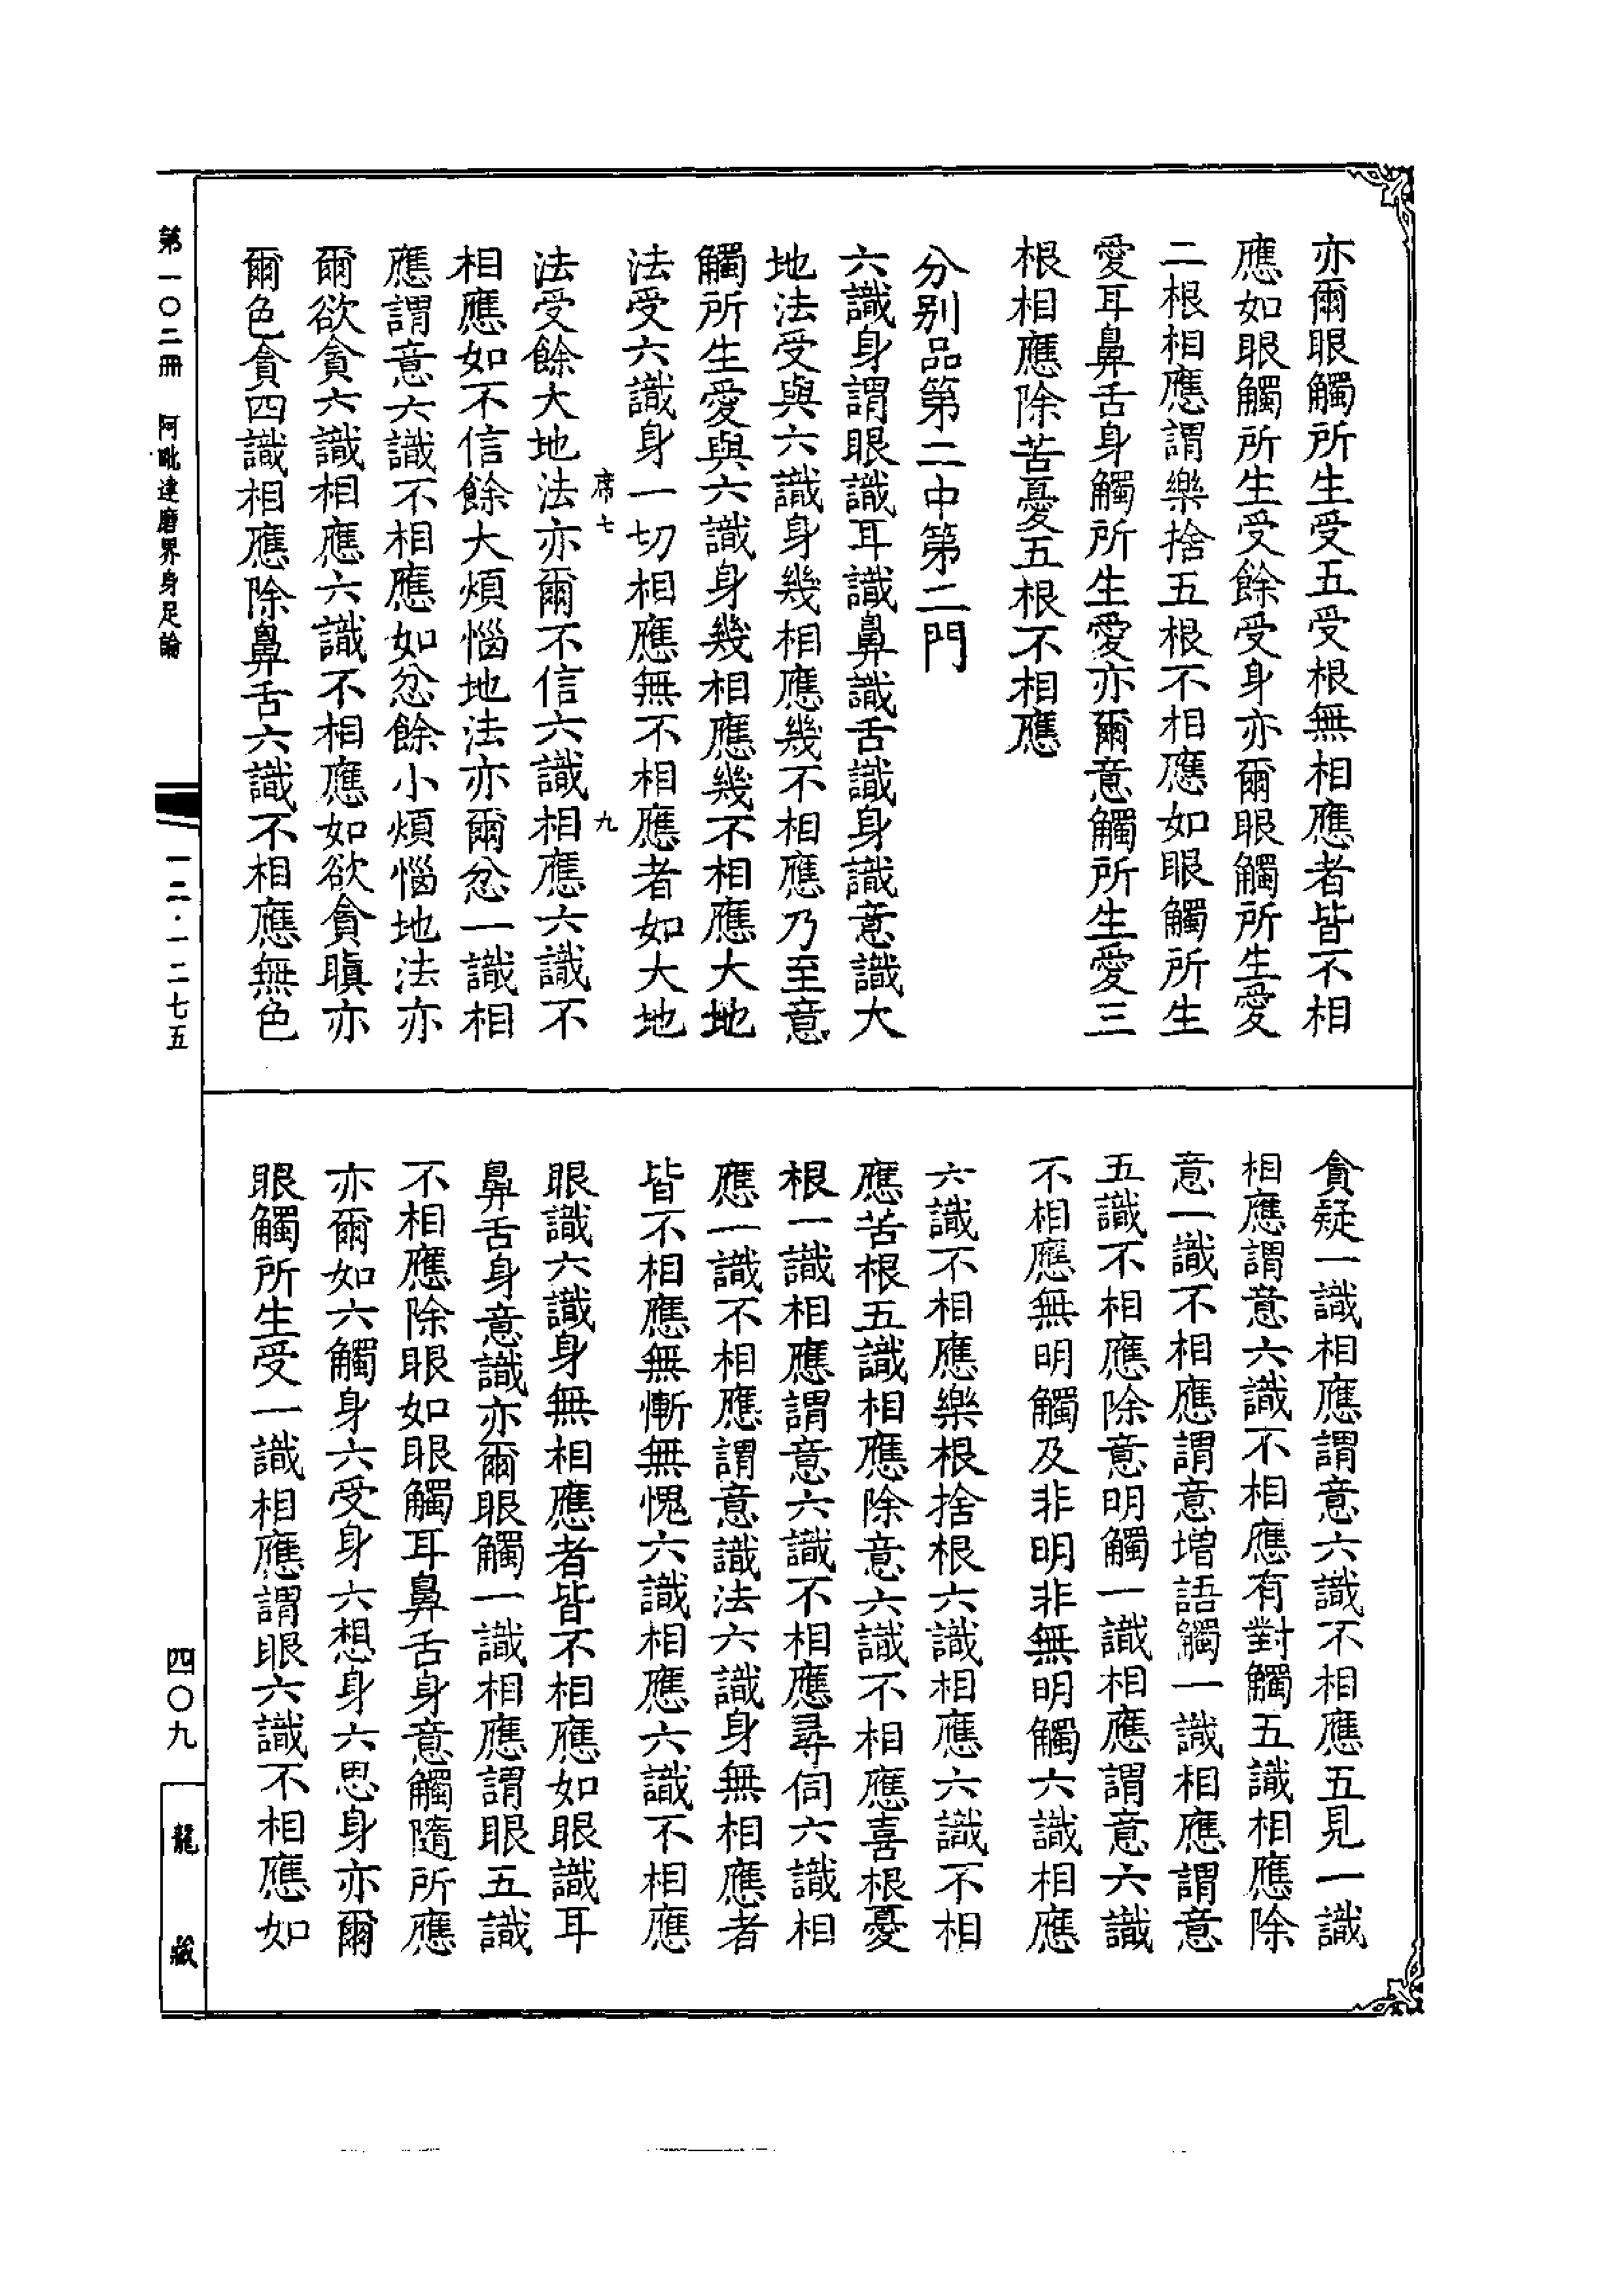 亦爾眼觸所生受五受根無相應者皆不相
應如眼觸所生受餘受身亦爾眼觸所生愛
二根相應謂樂捨五根不相應如眼觸所生
愛耳鼻舌身觸所生愛亦爾意觸所生愛三
根相應除苦憂五根不相應
分别品第二中第二門
六識身謂眼識耳識鼻識舌識身識意識大
地法受與六識身幾相應幾不相應乃至意
觸所生愛與六識身幾相應幾不相應大地
法受六識身一切相應無不相應者如大地
席七 九
法受餘大地法亦爾不信六識相應六識不
相應如不信餘大煩惱地法亦爾忿一識相
應謂意六識不相應如忿餘小煩惱地法亦
爾欲貪六識相應六識不相應如欲貪瞋亦
爾色貪四識相應除鼻舌六識不相應無色
貪疑一識相應謂意六識不相應五見一識
相應謂意六識不相應有對觸五識相應除
意一識不相應謂意增語觸一識相應謂意
五識不相應除意明觸一識相應謂意六識
不相應無明觸及非明非無明觸六識相應
六識不相應樂根捨根六識相應六識不相
應苦根五識相應除意六識不相應喜根憂
根一識相應謂意六識不相應尋伺六識相
應一識不相應謂意識法六識身無相應者
皆不相應無慚無愧六識相應六識不相應
眼識六識身無相應者皆不相應如眼識耳
鼻舌身意識亦爾眼觸一識相應謂眼五識
不相應除眼如眼觸耳鼻舌身意觸隨所應
亦爾如六觸身六受身六想身六思身亦爾
眼觸所生受一識相應謂眼六識不相應如
第一〇二冊 阿毗達磨界身足論
一二·一二七五
四〇九
龍藏